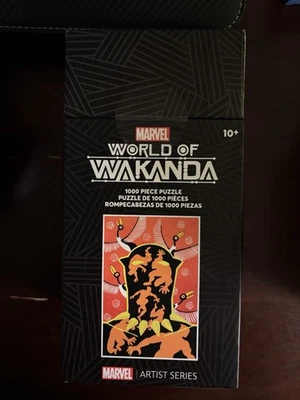 MARVEL
10+
WORLD OF
WAKANDA
1000 PIECE PUZZLE
PUZZLE DE 1000 PIÈCES
ROMPECABEZAS DE 1000 PIEZAS
MARVEL | ARTIST SERIES